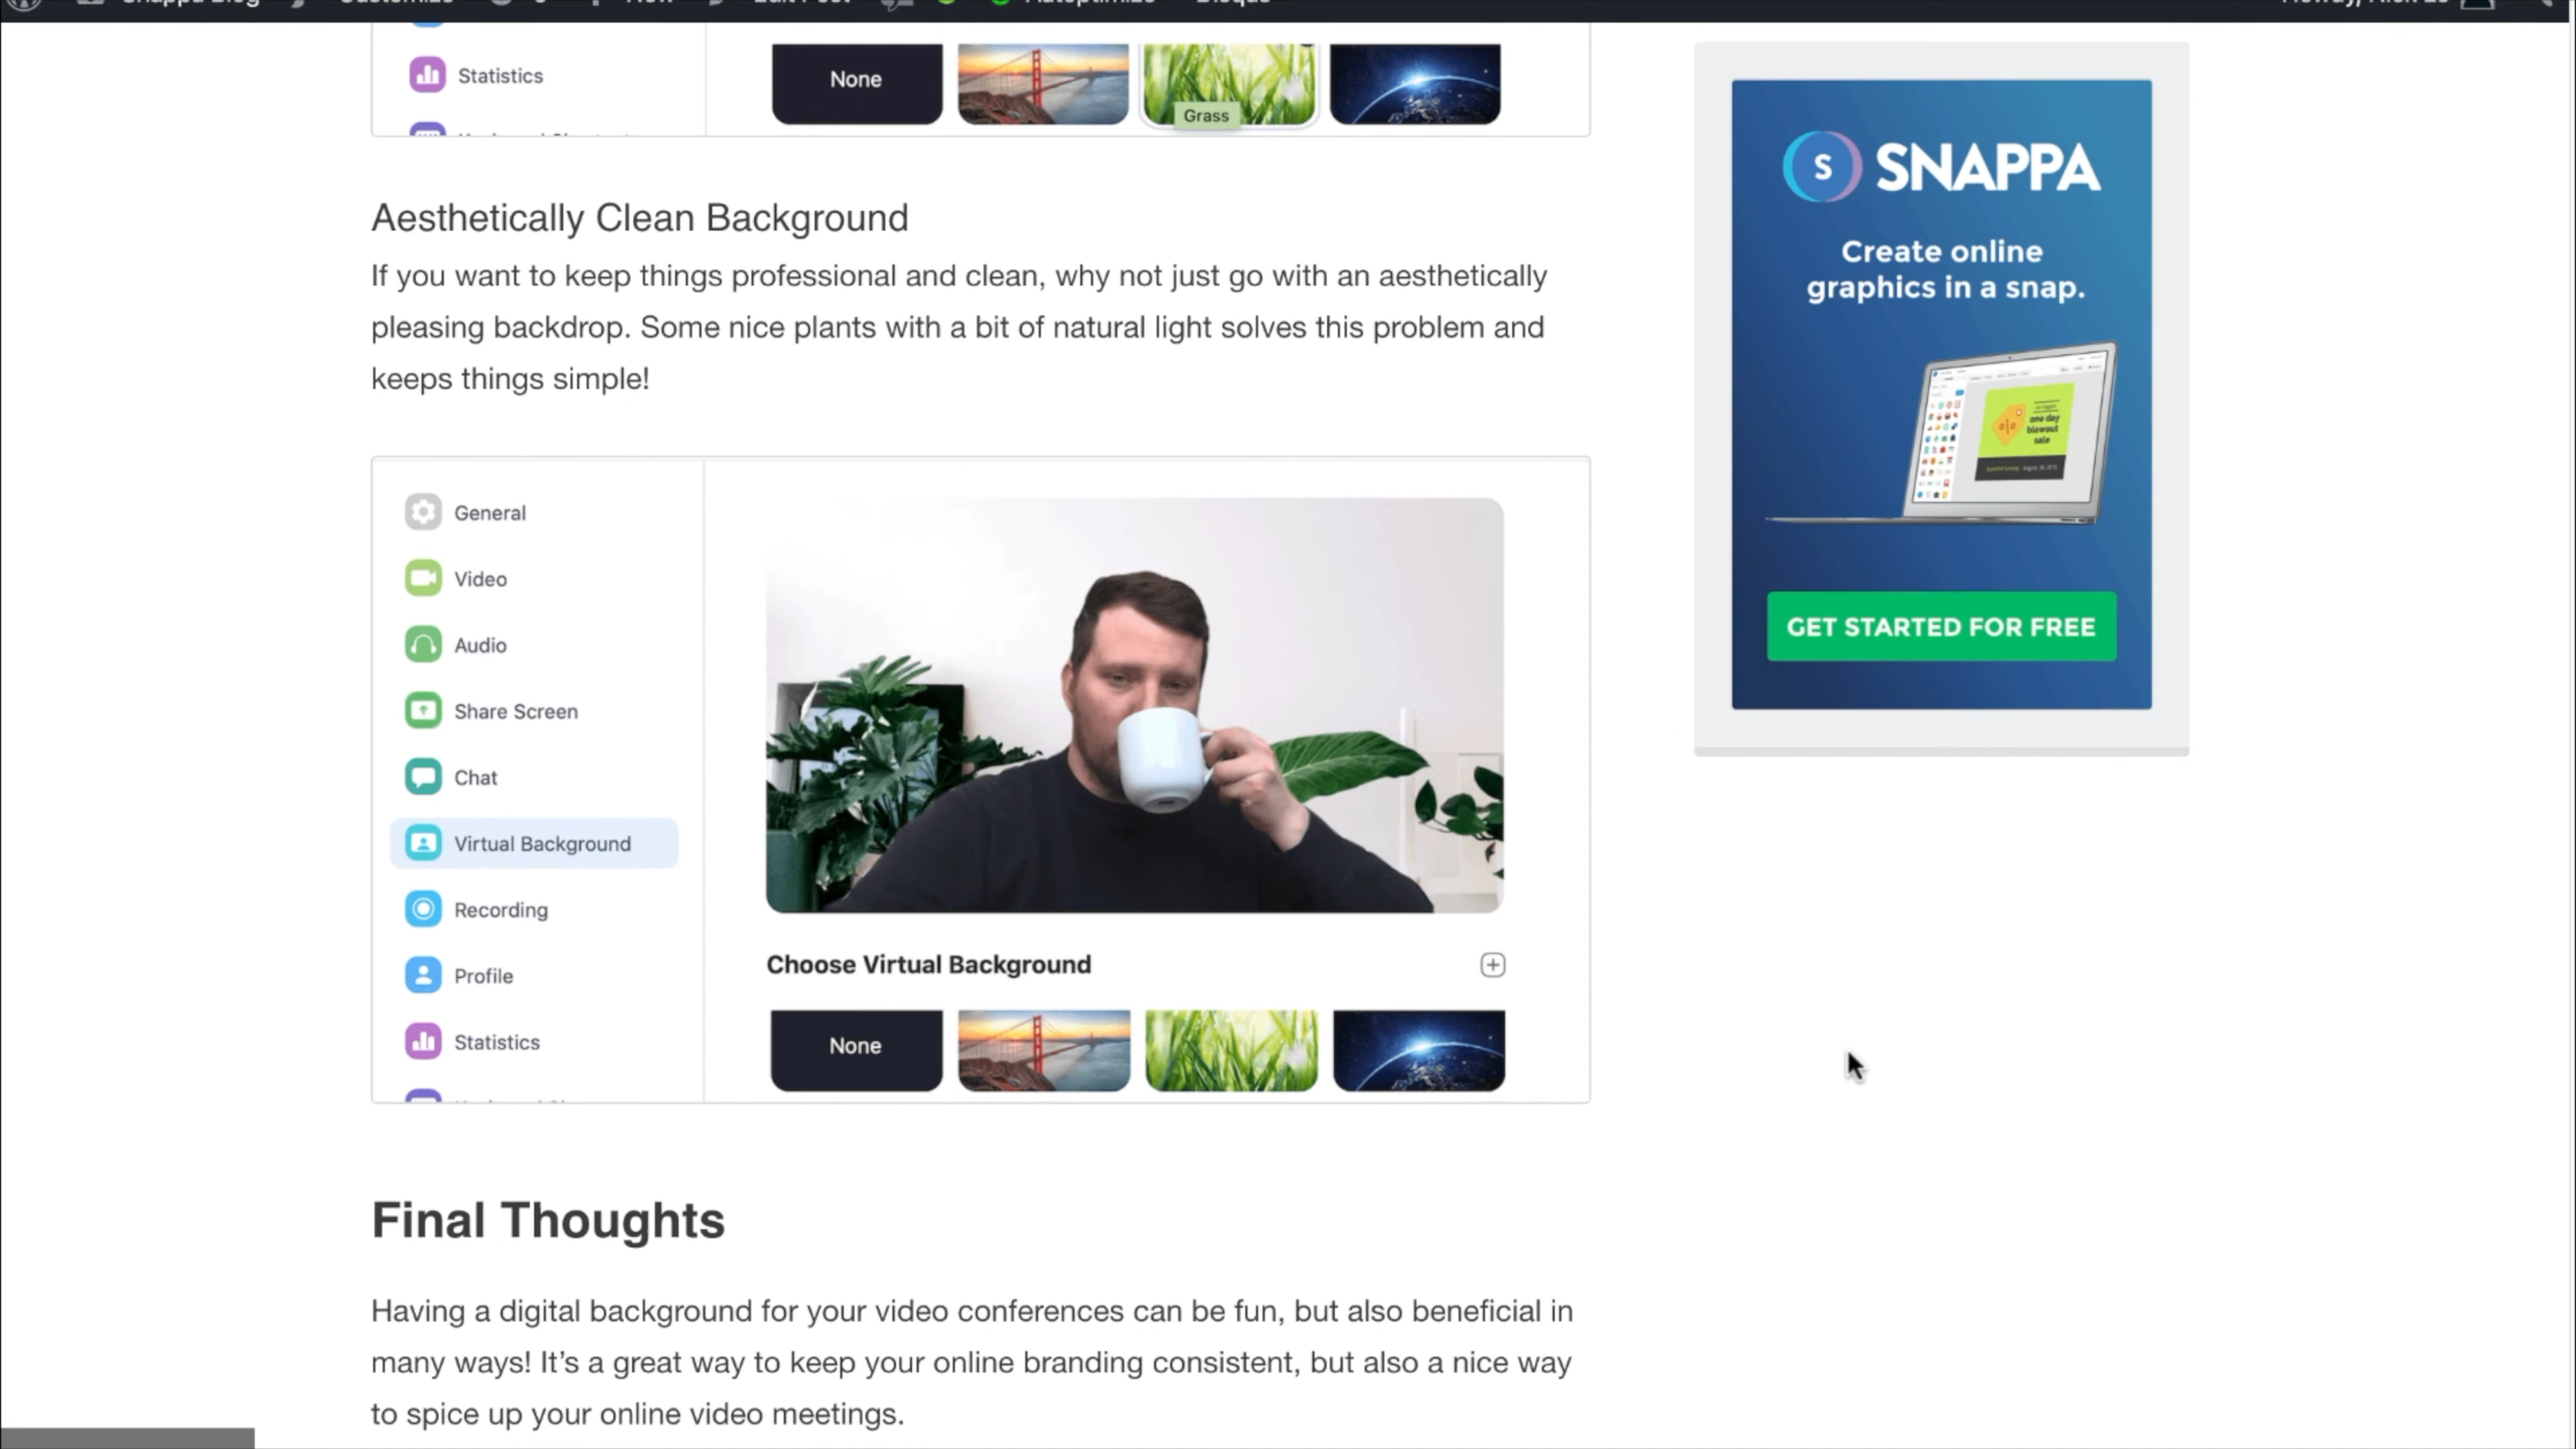 Statistics
None
Grass
Aesthetically Clean Background
If you want to keep things professional and clean, why not just go with an aesthetically
pleasing backdrop. Some nice plants with a bit of natural light solves this problem and
keeps things simple!
General
Video
Audio
Share Screen
Chat
Virtual Background
Recording
Profile
Statistics
Choose Virtual Background
None
Final Thoughts
Having a digital background for your video conferences can be fun, but also beneficial in
many ways! It’s a great way to keep your online branding consistent, but also a nice way
to spice up your online video meetings.
S SNAPPA
Create online
graphics in a snap.
one day
blowout
sale
GET STARTED FOR FREE